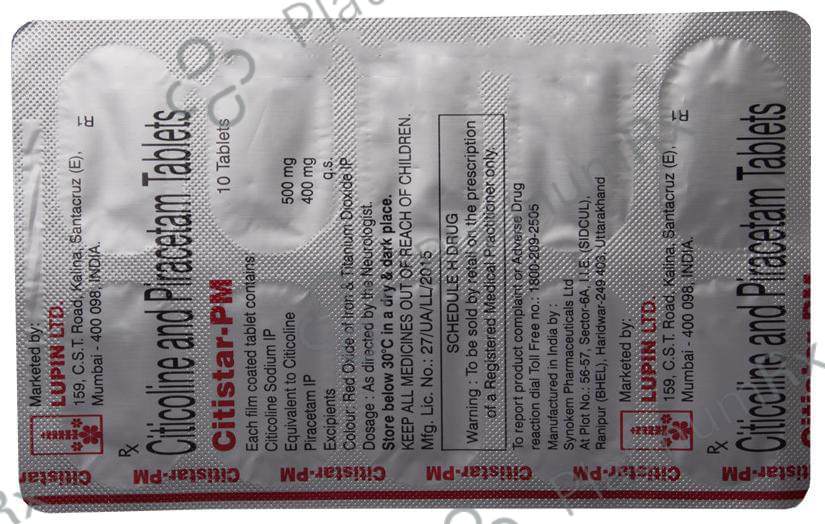 Marketed by:
LUPIN LTD.
159, C.S.T. Road, Kalina, Santacruz (E),
Mumbai - 400 098, INDIA.
Rx
Citicoline and Piracetam Tablets
Citistar-PM
10 Tablets
Each film coated tablet contains:
Citicoline Sodium IP
Equivalent to Citicoline 500 mg
Piracetam IP 400 mg
Excipients q.s.
Colour: Red Oxide of Iron & Titanium Dioxide IP
Dosage : As directed by the Neurologist.
Store below 30°C in a dry & dark place.
KEEP ALL MEDICINES OUT OF REACH OF CHILDREN.
Mfg. Lic. No.: 27/UA/LL/2015
SCHEDULE H DRUG
Warning : To be sold by retail on the prescription
of a Registered Medical Practitioner only.
To report product complaint or Adverse Drug
reaction dial Toll Free no.: 1800-209-2505
Manufactured in India by :
Synokem Pharmaceuticals Ltd
At Plot No.: 56-57, Sector-6A, I.I.E. (SIDCUL),
Ranipur (BHEL), Haridwar-249 403, Uttarakhand
Marketed by:
LUPIN LTD.
159, C.S.T. Road, Kalina, Santacruz (E),
Mumbai - 400 098, INDIA.
Rx
Citicoline and Piracetam Tablets
Citistar-PM
Citistar-PM
Citistar-PM
Citistar-PM
Citistar-PM
Citistar-PM
Citistar-PM